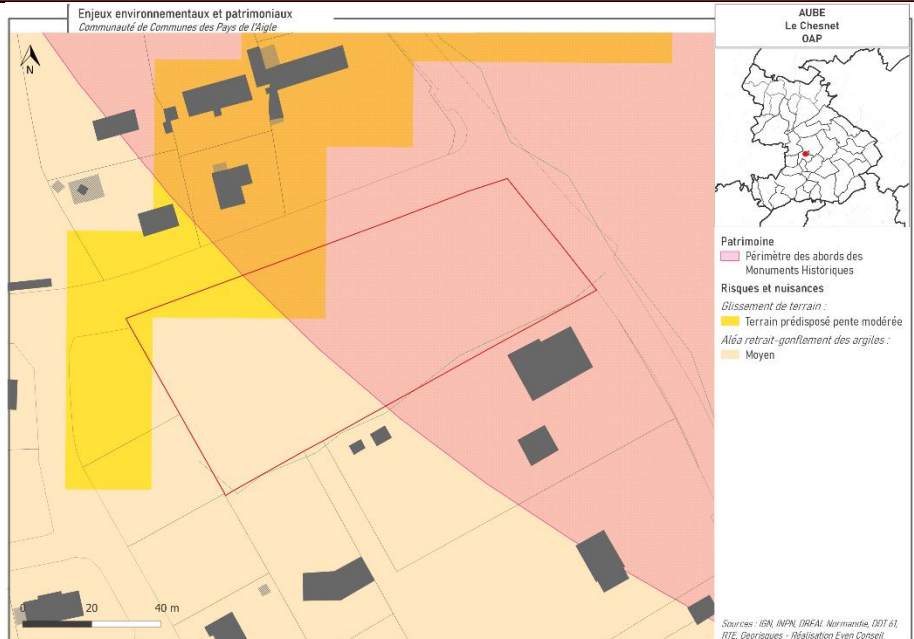 Enjeux environnementaux et patrimoniaux
Communauté de Communes des Pays de l'Aigle
AUBE
Le Chesnet
OAP
N
Patrimoine
Périmètre des abords des
Monuments Historiques
Risques et nuisances
Glissement de terrain :
Terrain prédisposé pente modérée
Aléa retrait-gonflement des argiles :
Moyen
0 20 40 m
Sources : IGN, INPN, DREAL Normandie, DDT 61,
RTE, Georisques - Réalisation Even Conseil